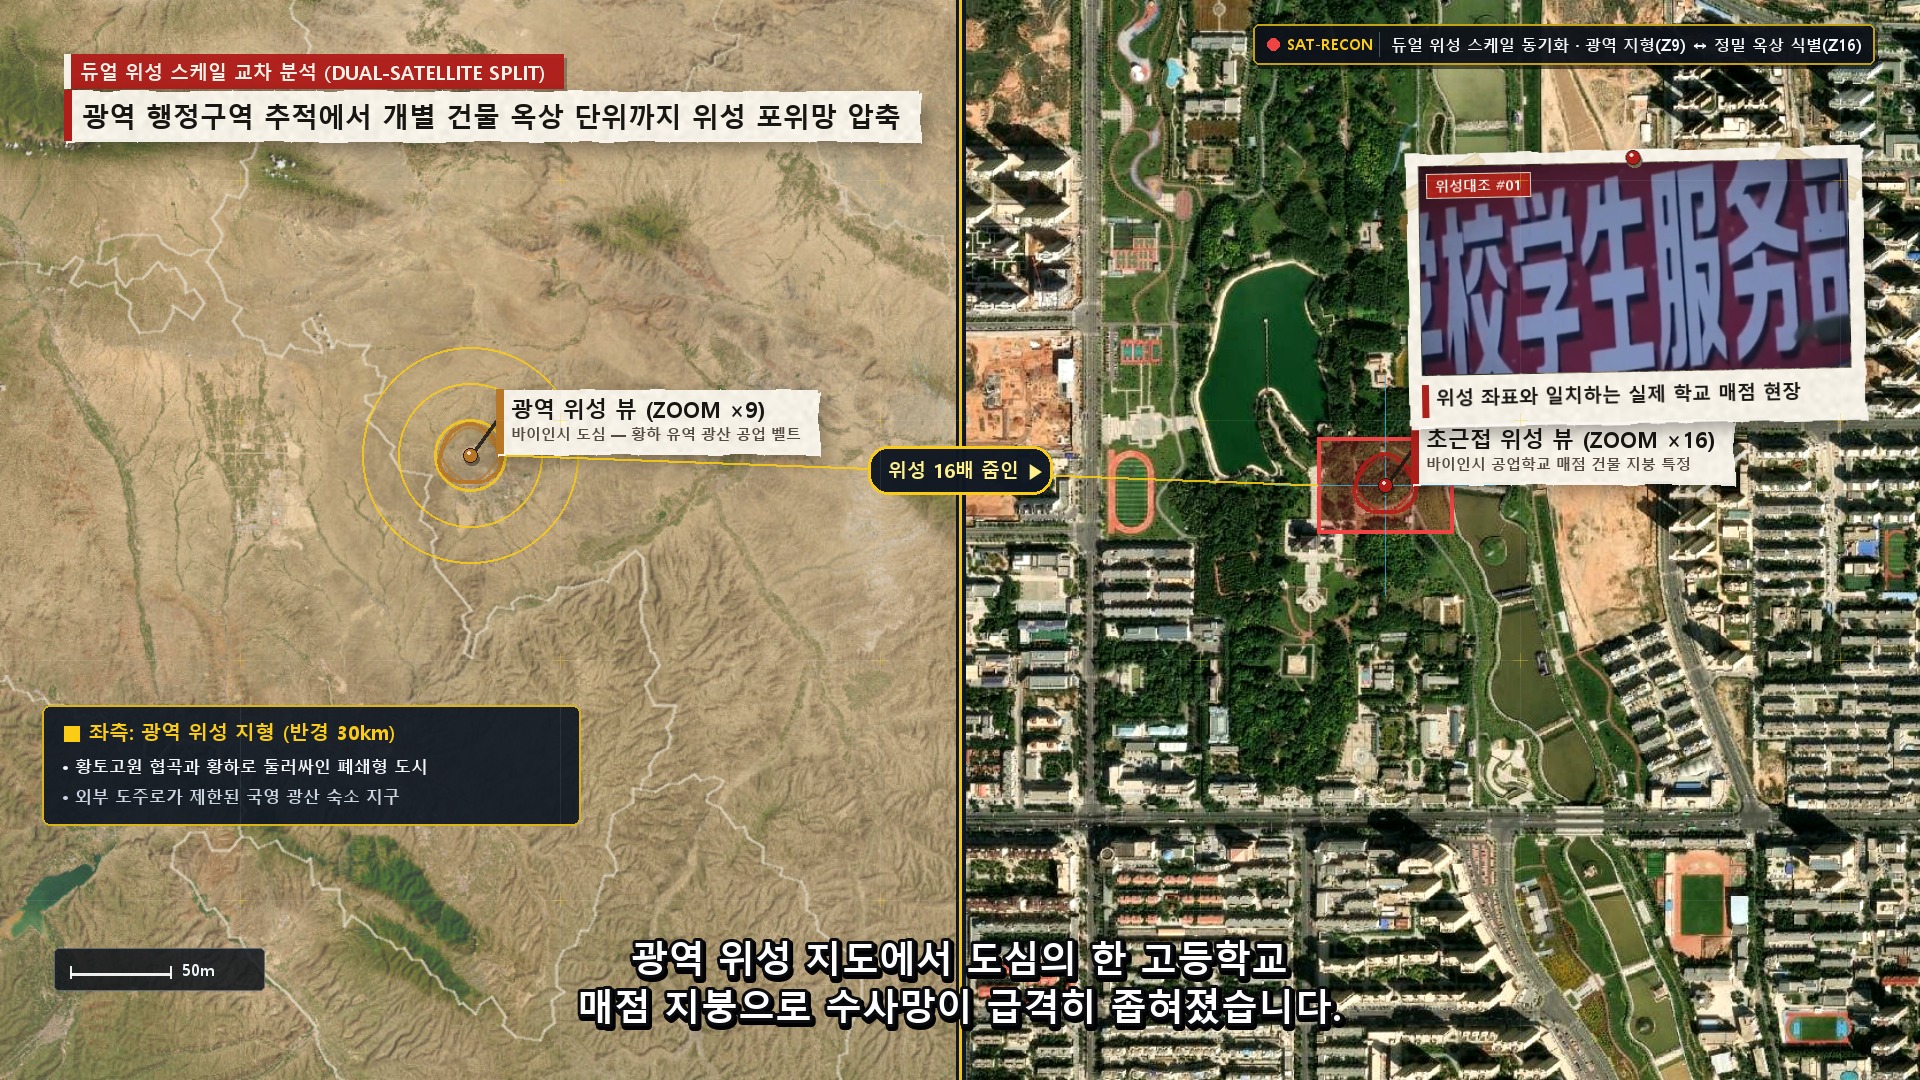 듀얼 위성 스케일 교차 분석 (DUAL-SATELLITE SPLIT)
광역 행정구역 추적에서 개별 건물 옥상 단위까지 위성 포위망 압축
SAT-RECON 듀얼 위성 스케일 동기화 · 광역 지형(Z9) ↔ 정밀 옥상 식별(Z16)
위성대조 #01
学校学生服务部
위성 좌표와 일치하는 실제 학교 매점 현장
광역 위성 뷰 (ZOOM ×9)
바이인시 도심 — 황하 유역 광산 공업 벨트
위성 16배 줌인 ▶
초근접 위성 뷰 (ZOOM ×16)
바이인시 공업학교 매점 건물 지붕 특정
■ 좌측: 광역 위성 지형 (반경 30km)
• 황토고원 협곡과 황하로 둘러싸인 폐쇄형 도시
• 외부 도주로가 제한된 국영 광산 숙소 지구
50m
광역 위성 지도에서 도심의 한 고등학교
매점 지붕으로 수사망이 급격히 좁혀졌습니다.